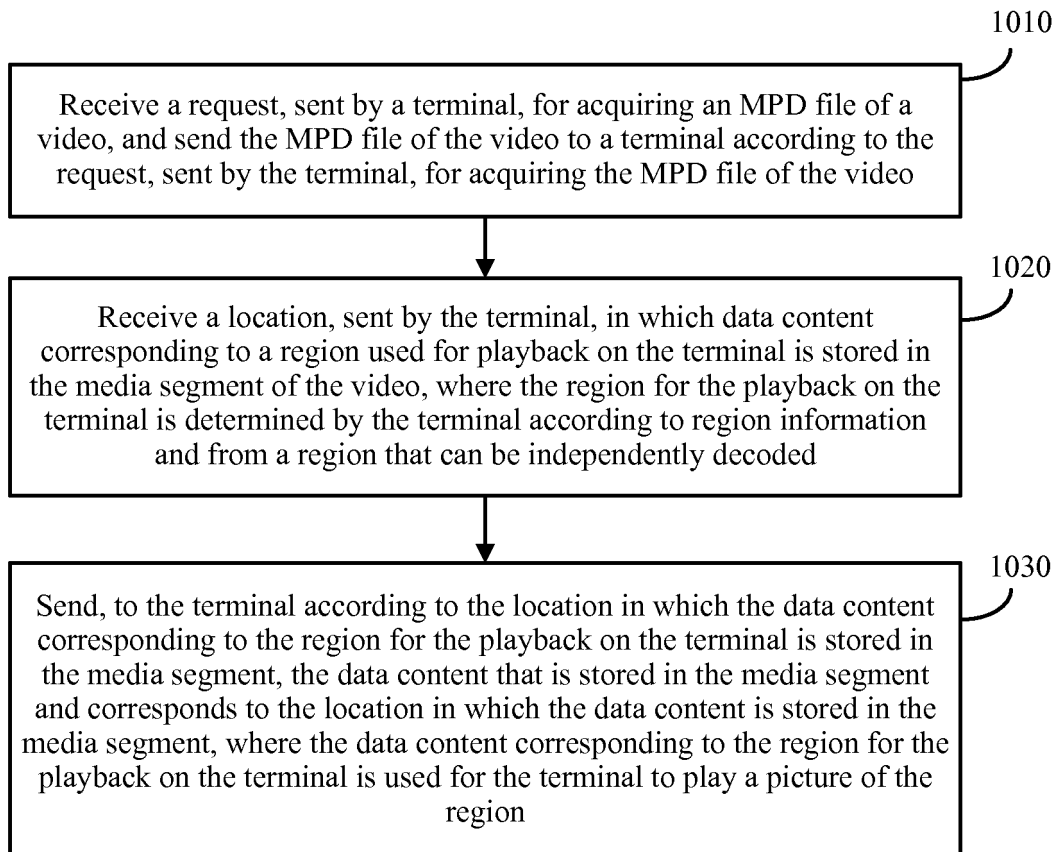 1010
Receive a request, sent by a terminal, for acquiring an MPD file of a
video, and send the MPD file of the video to a terminal according to the
request, sent by the terminal, for acquiring the MPD file of the video
1020
Receive a location, sent by the terminal, in which data content
corresponding to a region used for playback on the terminal is stored in
the media segment of the video, where the region for the playback on the
terminal is determined by the terminal according to region information
and from a region that can be independently decoded
1030
Send, to the terminal according to the location in which the data content
corresponding to the region for the playback on the terminal is stored in
the media segment, the data content that is stored in the media segment
and corresponds to the location in which the data content is stored in the
media segment, where the data content corresponding to the region for the
playback on the terminal is used for the terminal to play a picture of the
region